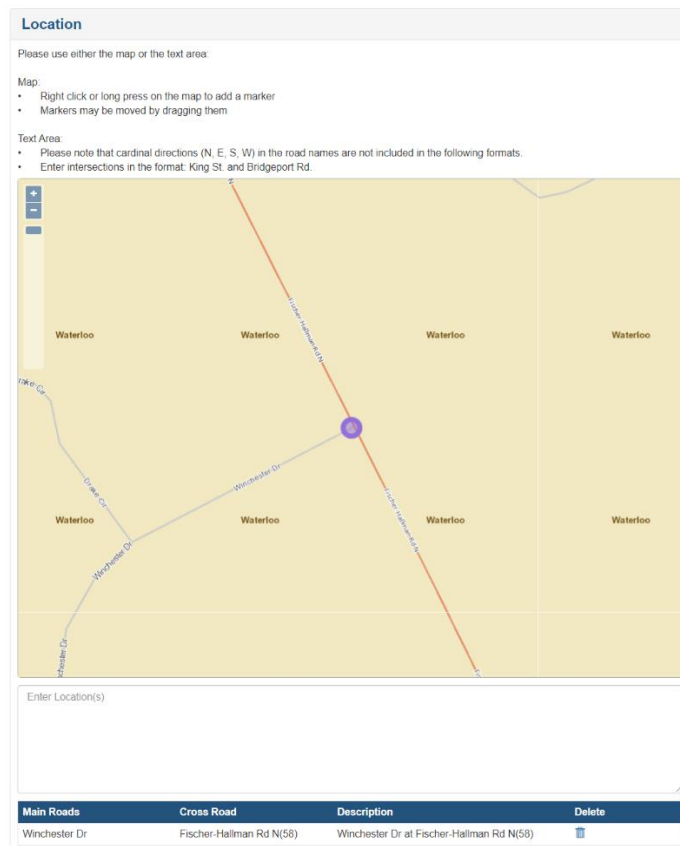 Location
Please use either the map or the text area:
Map:
• Right click or long press on the map to add a marker
• Markers may be moved by dragging them
Text Area:
• Please note that cardinal directions (N, E, S, W) in the road names are not included in the following formats.
• Enter intersections in the format: King St. and Bridgeport Rd.
+
−
N
Fischer-Hallman Rd N
Waterloo Waterloo Waterloo Waterloo
rake Cir
Winchester Dr
Drake Cir
Fischer-Hallman Rd N
Waterloo Waterloo Waterloo Waterloo
Winchester Dr
chester Dr
Enter Location(s)
Main Roads Cross Road Description Delete
Winchester Dr Fischer-Hallman Rd N(58) Winchester Dr at Fischer-Hallman Rd N(58)